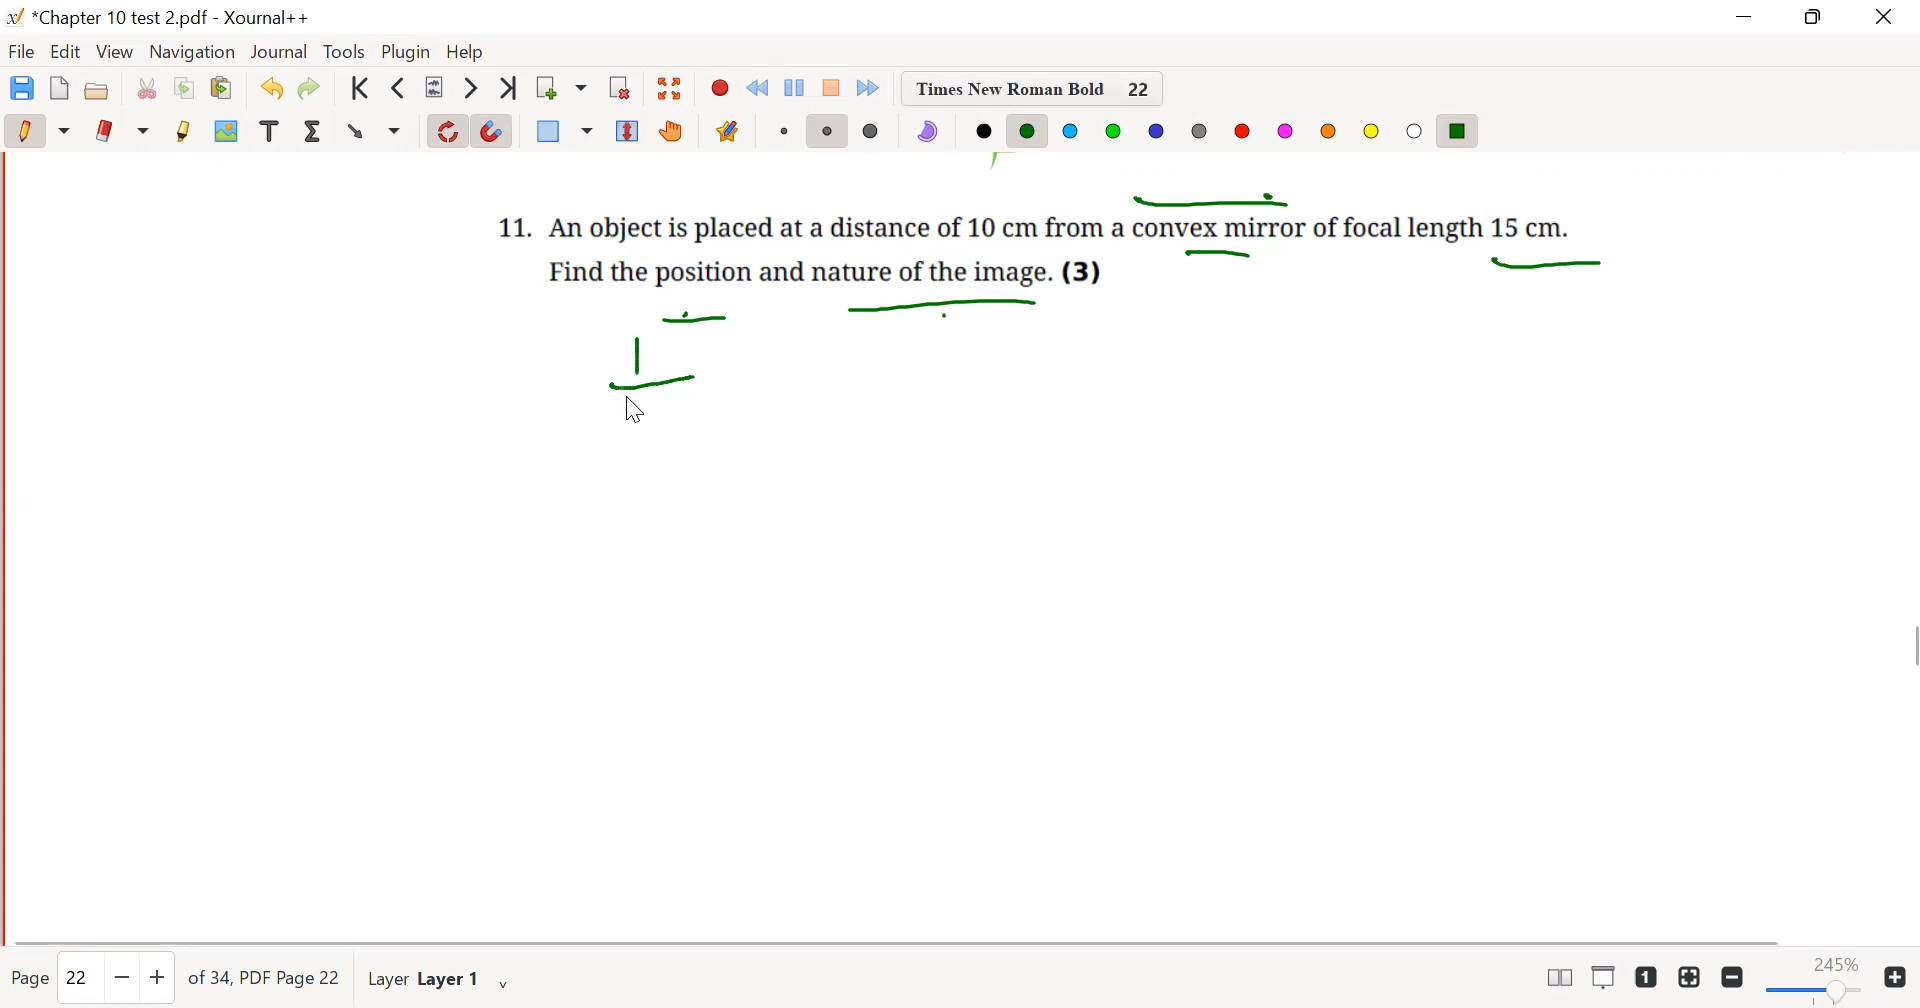 *Chapter 10 test 2.pdf - Xournal++
File Edit View Navigation Journal Tools Plugin Help
Times New Roman Bold 22
11. An object is placed at a distance of 10 cm from a convex mirror of focal length 15 cm.
Find the position and nature of the image. (3)
1
Page 22 of 34, PDF Page 22 Layer Layer 1
245%